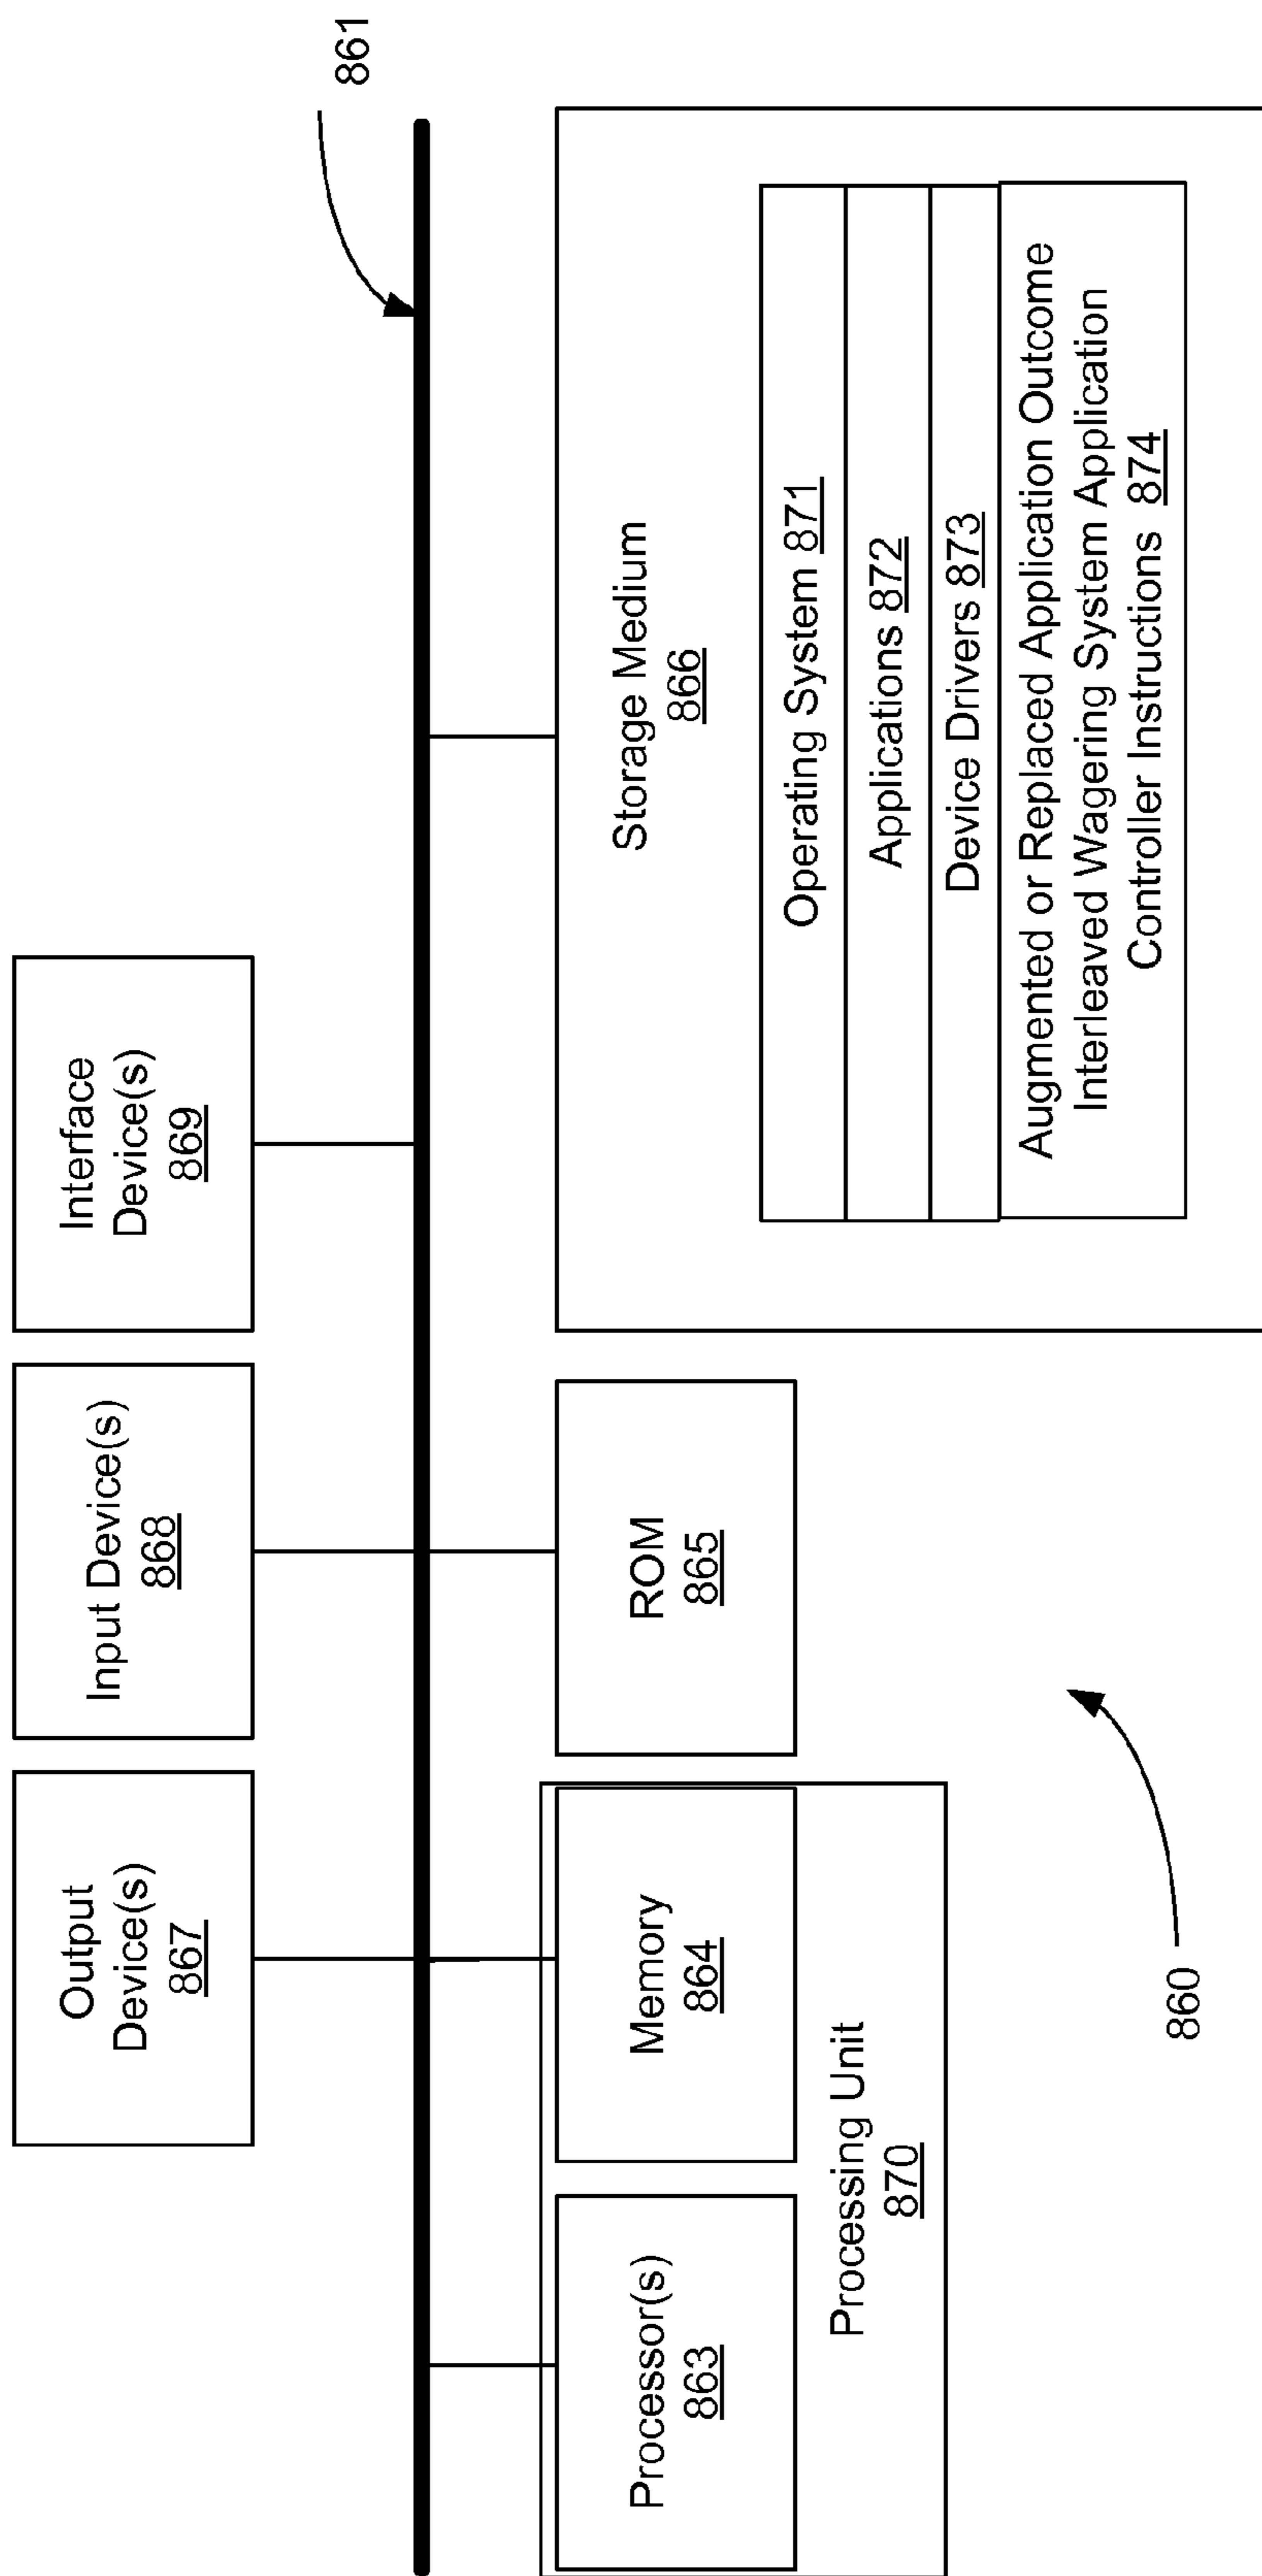 861
Output
Device(s)
867
Input Device(s)
868
Interface
Device(s)
869
Processor(s)
863
Memory
864
Processing Unit
870
ROM
865
Storage Medium
866
Operating System 871
Applications 872
Device Drivers 873
Augmented or Replaced Application Outcome
Interleaved Wagering System Application
Controller Instructions 874
860